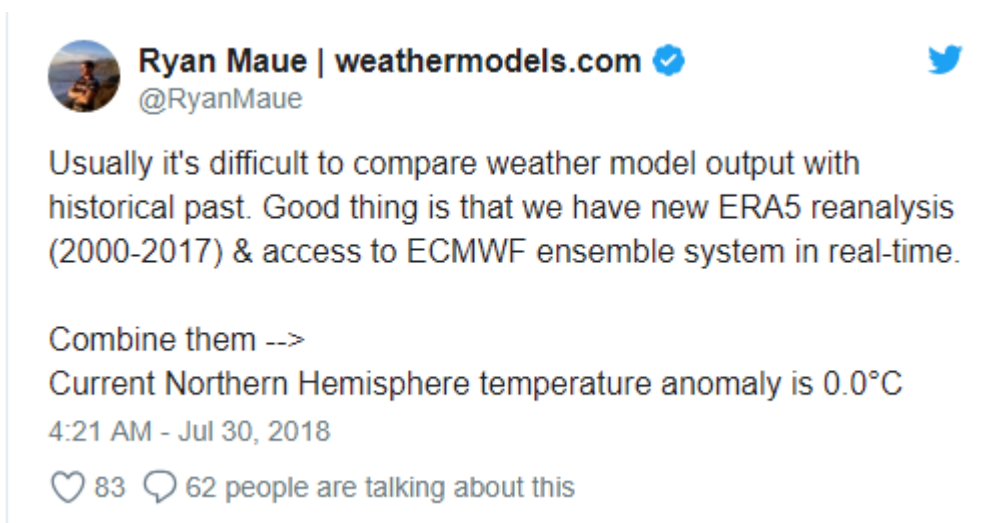 Ryan Maue | weathermodels.com
@RyanMaue
Usually it's difficult to compare weather model output with
historical past. Good thing is that we have new ERA5 reanalysis
(2000-2017) & access to ECMWF ensemble system in real-time.
Combine them -->
Current Northern Hemisphere temperature anomaly is 0.0°C
4:21 AM - Jul 30, 2018
83 62 people are talking about this